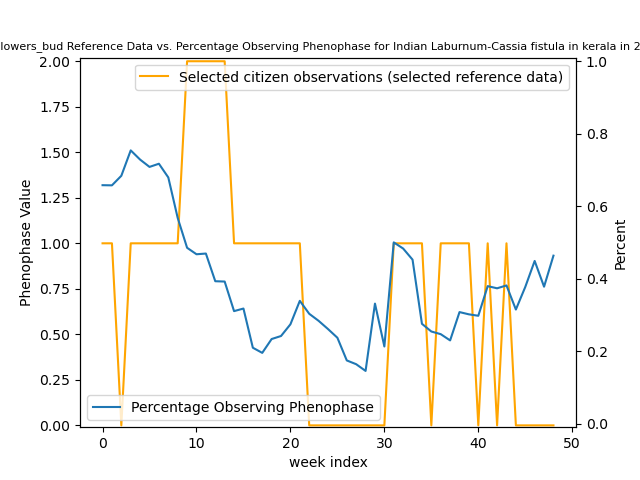 lowers_bud Reference Data vs. Percentage Observing Phenophase for Indian Laburnum-Cassia fistula in kerala in 2
Selected citizen observations (selected reference data)
Percentage Observing Phenophase
Phenophase Value
2.00
1.75
1.50
1.25
1.00
0.75
0.50
0.25
0.00
1.0
0.8
0.6
0.4
0.2
0.0
Percent
0 10 20 30 40 50
week index